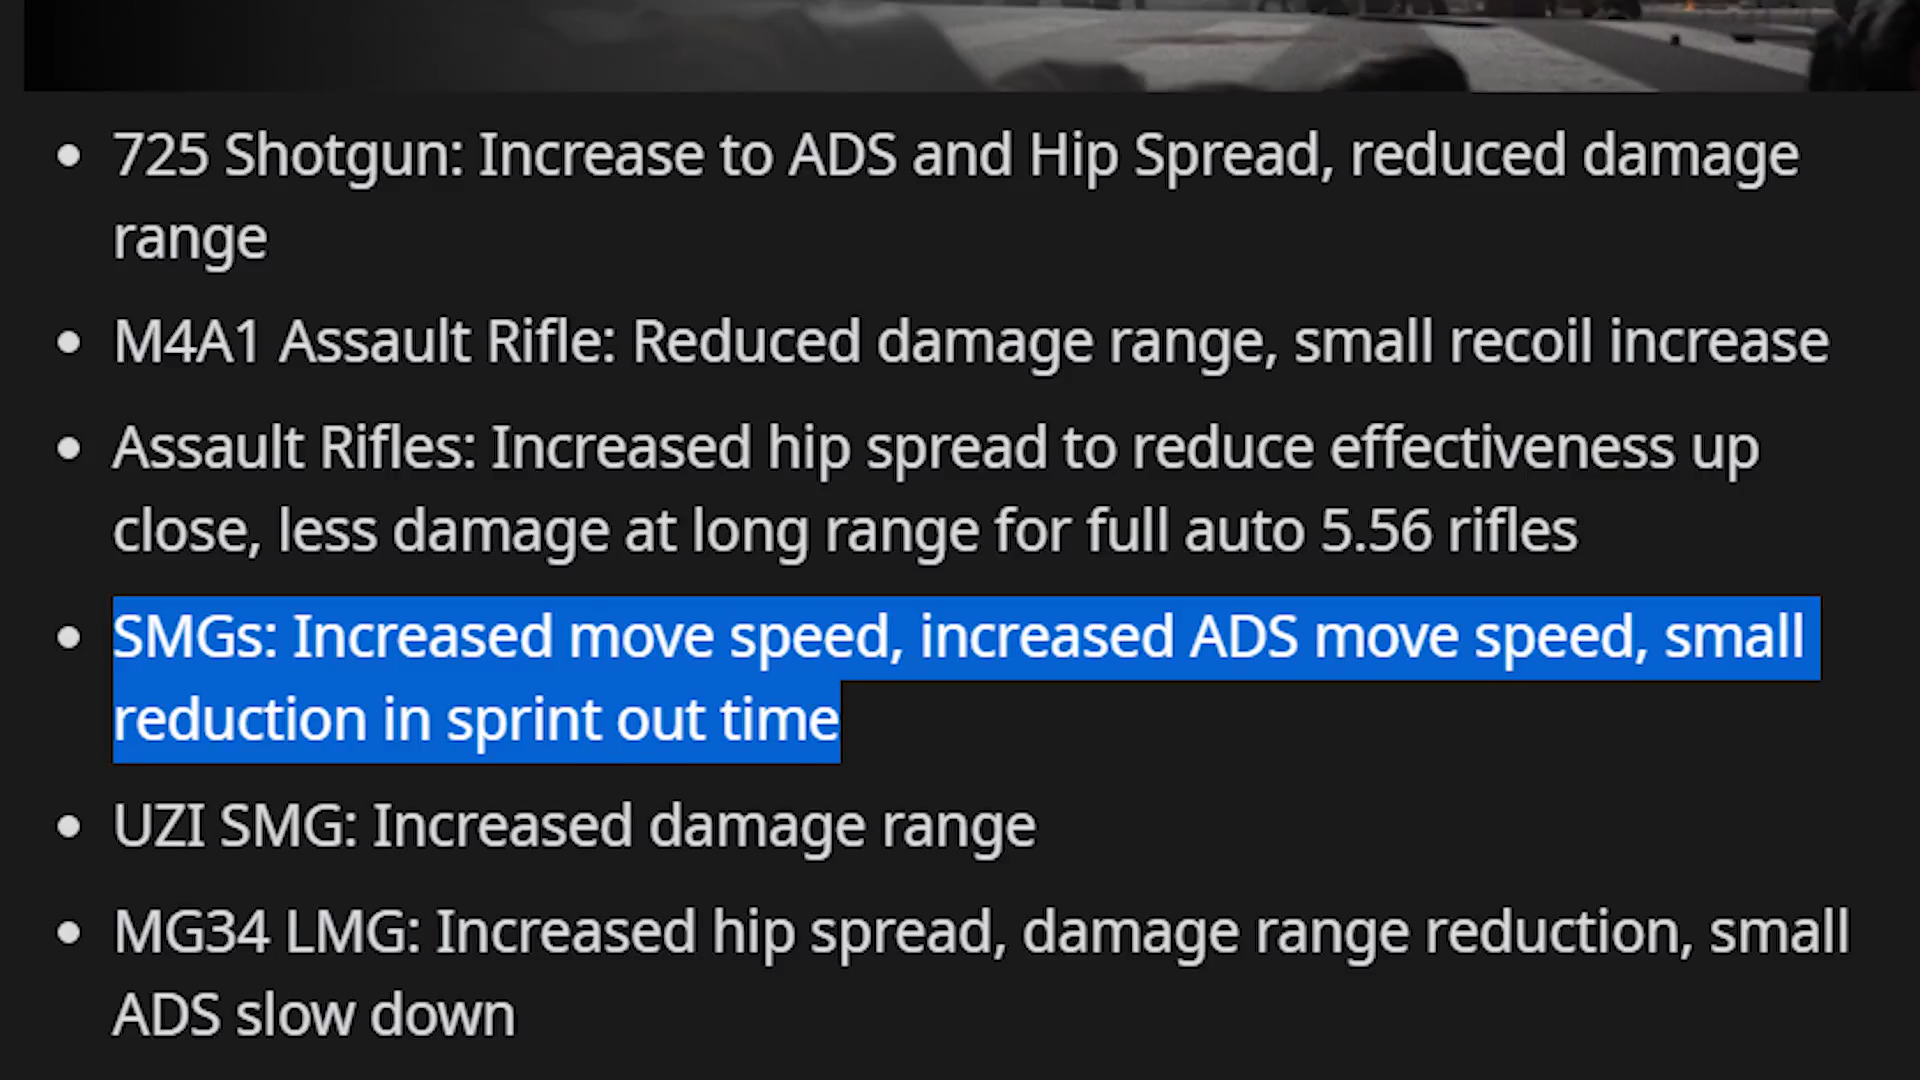 725 Shotgun: Increase to ADS and Hip Spread, reduced damage
range
M4A1 Assault Rifle: Reduced damage range, small recoil increase
Assault Rifles: Increased hip spread to reduce effectiveness up
close, less damage at long range for full auto 5.56 rifles
SMGs: Increased move speed, increased ADS move speed, small
reduction in sprint out time
UZI SMG: Increased damage range
MG34 LMG: Increased hip spread, damage range reduction, small
ADS slow down